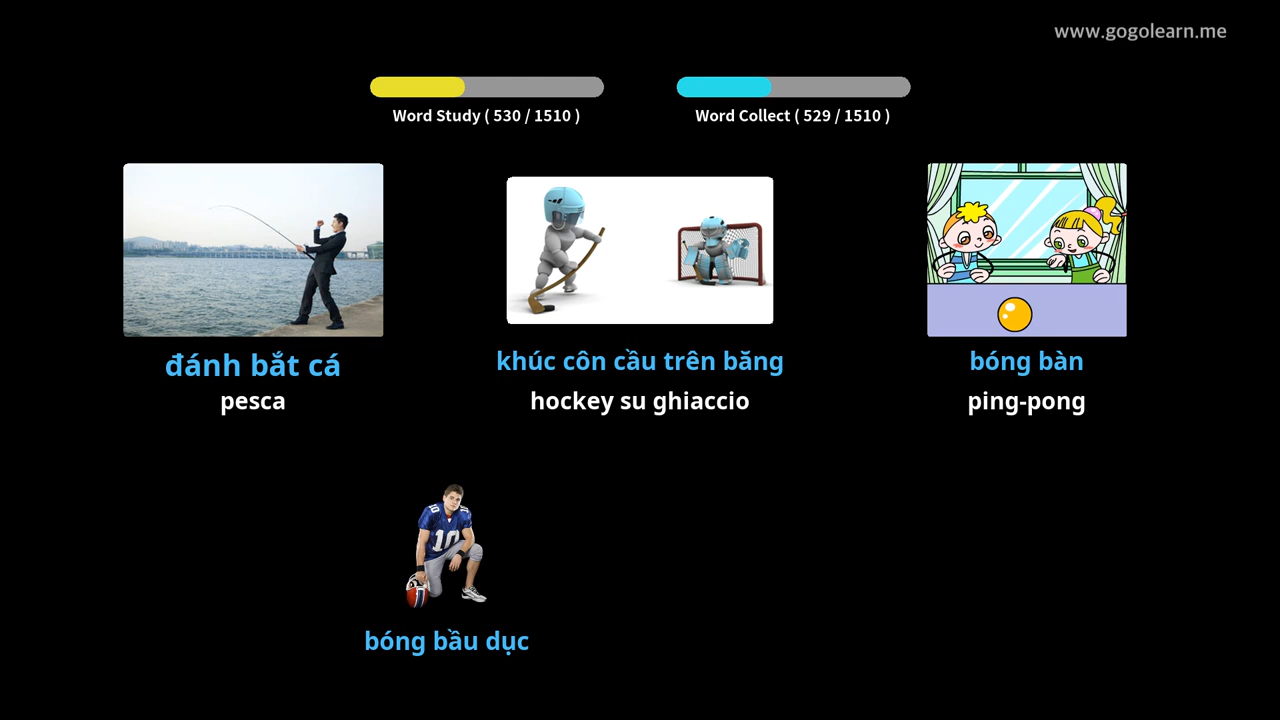 www.gogolearn.me
Word Study ( 530 / 1510 )
Word Collect ( 529 / 1510 )
đánh bắt cá
pesca
khúc côn cầu trên băng
hockey su ghiaccio
bóng bàn
ping-pong
10
bóng bầu dục